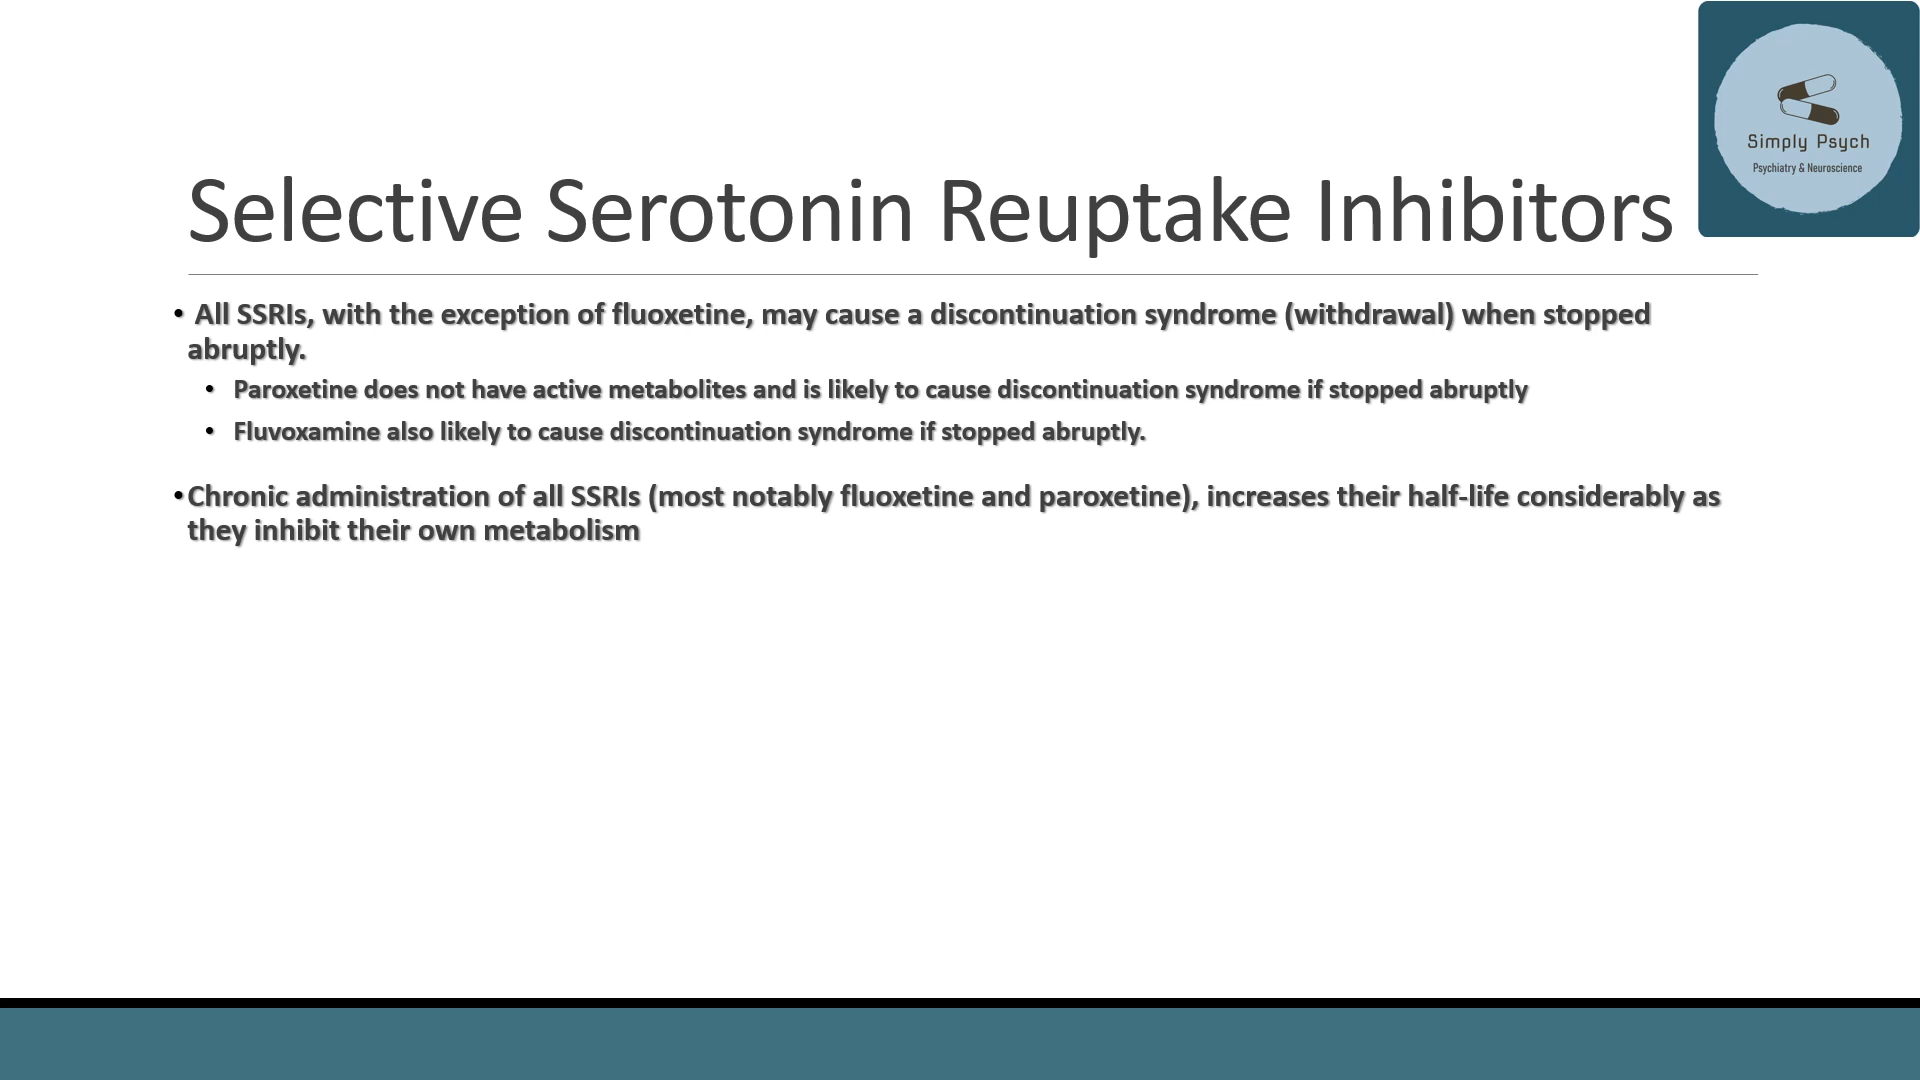 Simply Psych
Psychiatry & Neuroscience
Selective Serotonin Reuptake Inhibitors
• All SSRIs, with the exception of fluoxetine, may cause a discontinuation syndrome (withdrawal) when stopped
abruptly.
• Paroxetine does not have active metabolites and is likely to cause discontinuation syndrome if stopped abruptly
• Fluvoxamine also likely to cause discontinuation syndrome if stopped abruptly.
• Chronic administration of all SSRIs (most notably fluoxetine and paroxetine), increases their half-life considerably as
they inhibit their own metabolism